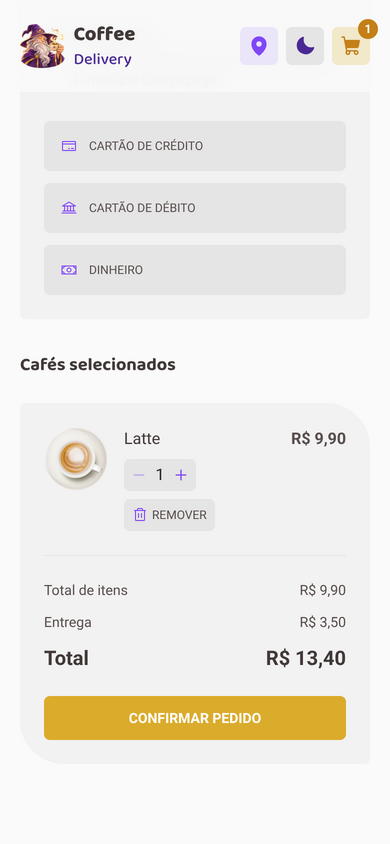 Coffee
Delivery
1
CARTÃO DE CRÉDITO
CARTÃO DE DÉBITO
DINHEIRO
Cafés selecionados
Latte
R$ 9,90
1
REMOVER
Total de itens
R$ 9,90
Entrega
R$ 3,50
Total
R$ 13,40
CONFIRMAR PEDIDO